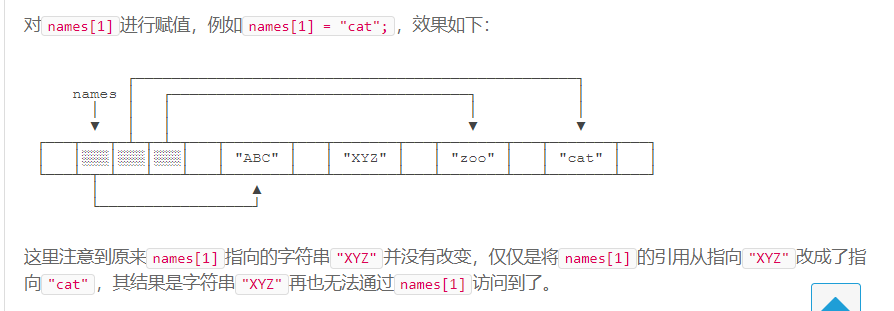 对names[1]进行赋值，例如names[1] = "cat";，效果如下：
names
"ABC" "XYZ" "zoo" "cat"
这里注意到原来names[1]指向的字符串"XYZ"并没有改变，仅仅是将names[1]的引用从指向"XYZ"改成了指
向"cat"，其结果是字符串"XYZ"再也无法通过names[1]访问到了。